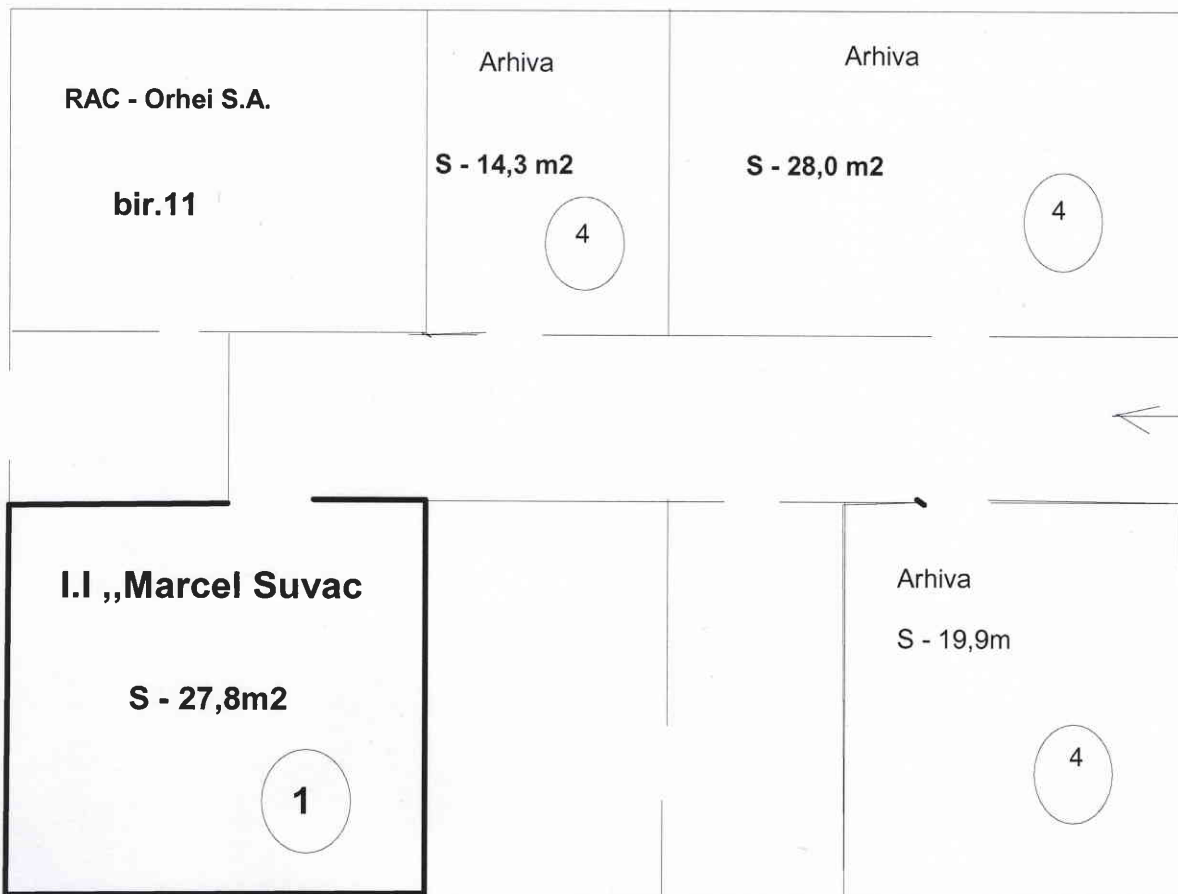 RAC - Orhei S.A.
bir.11
Arhiva
S - 14,3 m2
4
Arhiva
S - 28,0 m2
4
I.I ,,Marcel Suvac
S - 27,8m2
1
Arhiva
S - 19,9m
4